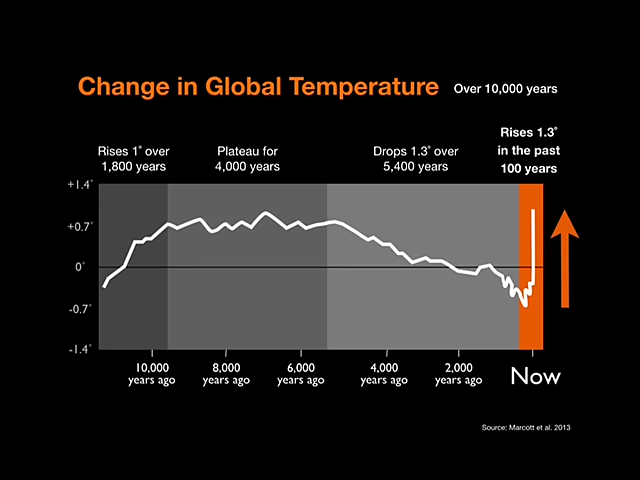 Change in Global Temperature Over 10,000 years
Rises 1° over
1,800 years
Plateau for
4,000 years
Drops 1.3° over
5,400 years
Rises 1.3°
in the past
100 years
+1.4°
+0.7°
0°
-0.7°
-1.4°
10,000
years ago
8,000
years ago
6,000
years ago
4,000
years ago
2,000
years ago
Now
Source: Marcott et al. 2013